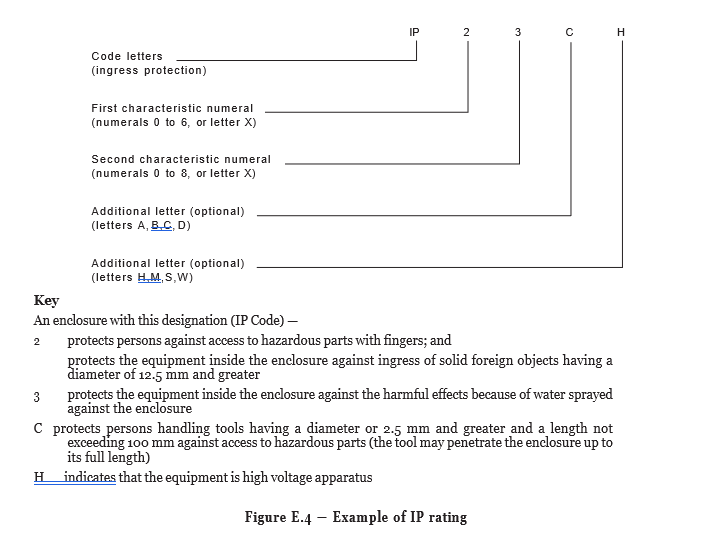 IP 2 3 C H
Code letters
(ingress protection)
First characteristic numeral
(numerals 0 to 6, or letter X)
Second characteristic numeral
(numerals 0 to 8, or letter X)
Additional letter (optional)
(letters A, B,C, D)
Additional letter (optional)
(letters H,M,S,W)
Key
An enclosure with this designation (IP Code) —
2 protects persons against access to hazardous parts with fingers; and
protects the equipment inside the enclosure against ingress of solid foreign objects having a
diameter of 12.5 mm and greater
3 protects the equipment inside the enclosure against the harmful effects because of water sprayed
against the enclosure
C protects persons handling tools having a diameter or 2.5 mm and greater and a length not
exceeding 100 mm against access to hazardous parts (the tool may penetrate the enclosure up to
its full length)
H indicates that the equipment is high voltage apparatus
Figure E.4 — Example of IP rating